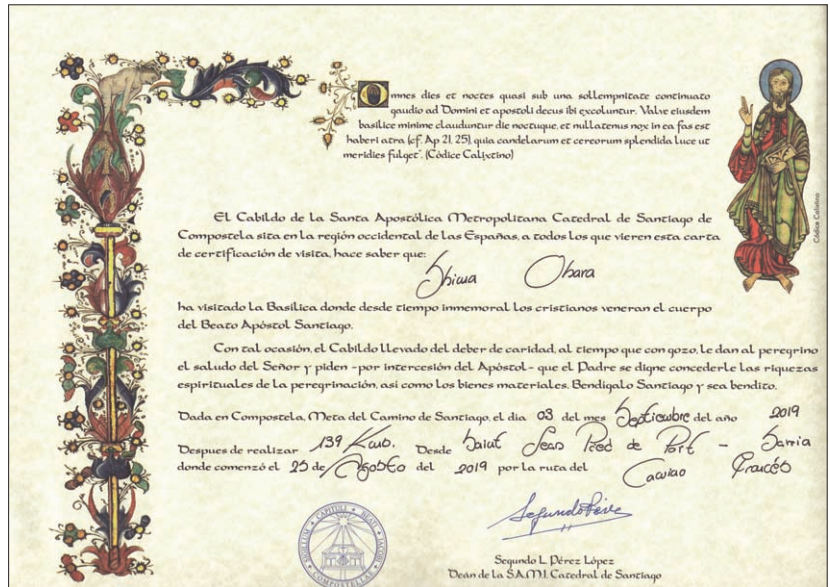 Omnes dies et noctes quasi sub una sollempnitate continuato
gaudio ad Domini et apostoli decus ibi excoluntur. Valve eiusdem
basilice minime clauduntur die noctuque, et nullatenus nox in ea fas est
haberi atra (cf. Ap 21, 25), quia candelarum et cereorum splendida luce ut
meridies fulget". (Códice Calixtino)
Códice Calixtino
El Cabildo de la Santa Apostólica Metropolitana Catedral de Santiago de
Compostela sita en la región occidental de las Españas, a todos los que vieren esta carta
de certificación de visita, hace saber que:
Shiwa Obara
ha visitado la Basílica donde desde tiempo inmemorial los cristianos veneran el cuerpo
del Beato Apóstol Santiago.
Con tal ocasión, el Cabildo llevado del deber de caridad, al tiempo que con gozo, le dan al peregrino
el saludo del Señor y piden -por intercesión del Apóstol- que el Padre se digne concederle las riquezas
espirituales de la peregrinación, así como los bienes materiales. Bendígalo Santiago y sea bendito.
Dada en Compostela, Meta del Camino de Santiago, el día 03 del mes Septiembre del año 2019
Despues de realizar 139 Kms. Desde Saint Jean Pied de Port - Sarria
donde comenzó el 25 de Agosto del 2019 por la ruta del Camino Francés
SIGILLUM CAPITULI BEATI JACOBI COMPOSTELLAE
Segundo L. Pérez López
Deán de la S.A.M.I. Catedral de Santiago